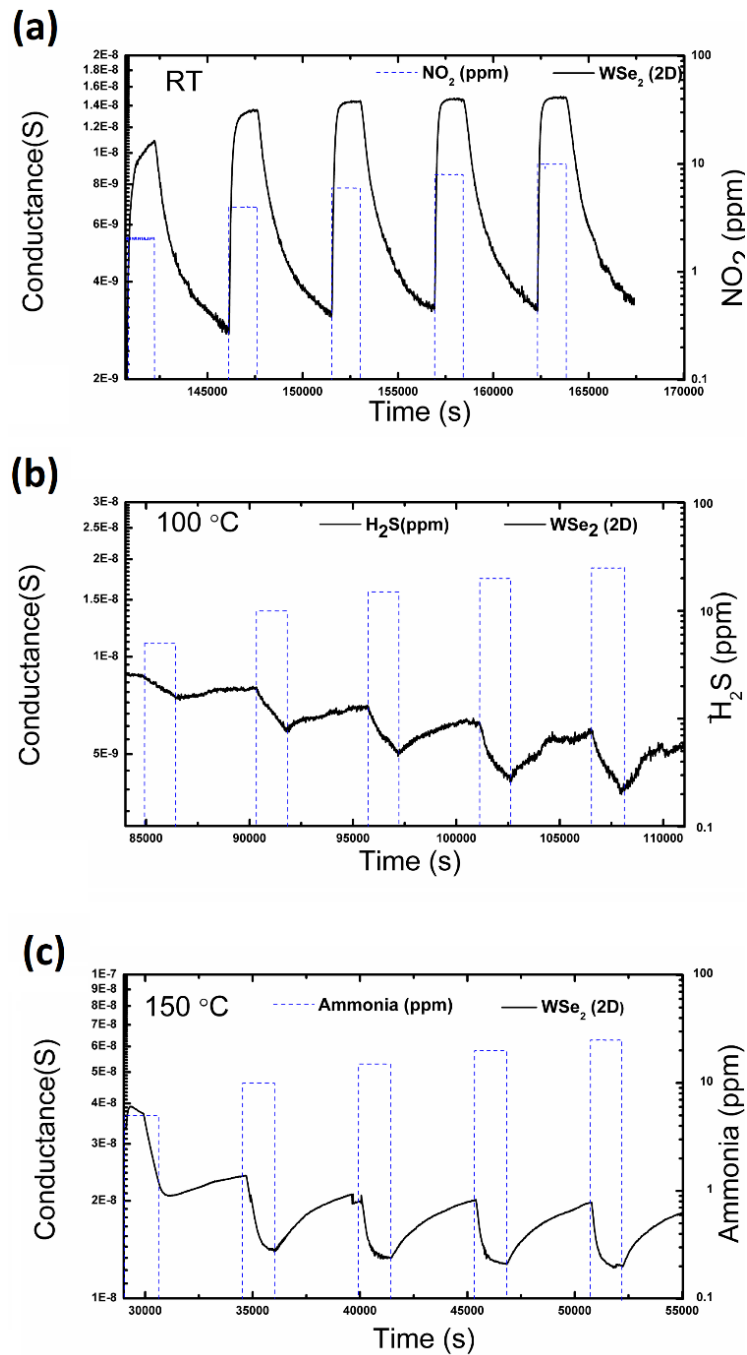 (a)
RT
NO2 (ppm)
WSe2 (2D)
2E-8
1.8E-8
1.6E-8
1.4E-8
1.2E-8
1E-8
8E-9
6E-9
4E-9
2E-9
Conductance(S)
100
10
1
0.1
NO2 (ppm)
145000 150000 155000 160000 165000 170000
Time (s)
(b)
100 °C
H2S(ppm)
WSe2 (2D)
3E-8
2.5E-8
2E-8
1.5E-8
1E-8
5E-9
Conductance(S)
100
10
1
0.1
H2S (ppm)
85000 90000 95000 100000 105000 110000
Time (s)
(c)
150 °C
Ammonia (ppm)
WSe2 (2D)
1E-7
9E-8
8E-8
7E-8
6E-8
5E-8
4E-8
3E-8
2E-8
1E-8
Conductance(S)
100
10
1
0.1
Ammonia (ppm)
30000 35000 40000 45000 50000 55000
Time (s)